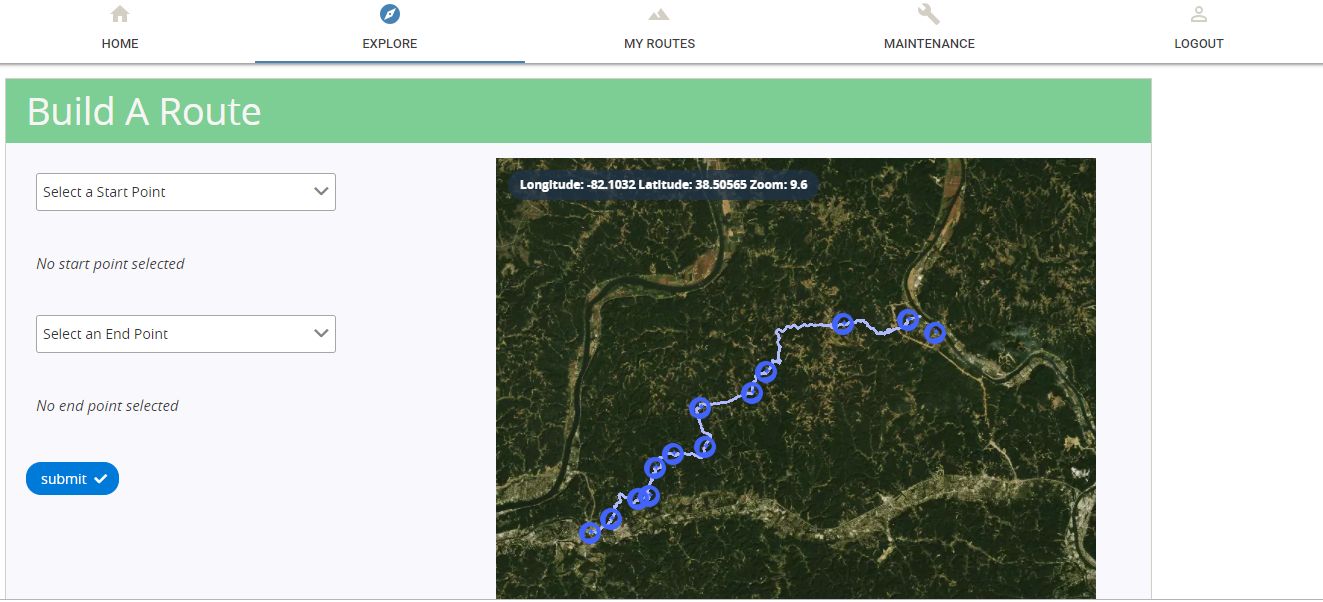 HOME
EXPLORE
MY ROUTES
MAINTENANCE
LOGOUT
Build A Route
Select a Start Point
No start point selected
Select an End Point
No end point selected
submit
Longitude: -82.1032 Latitude: 38.50565 Zoom: 9.6